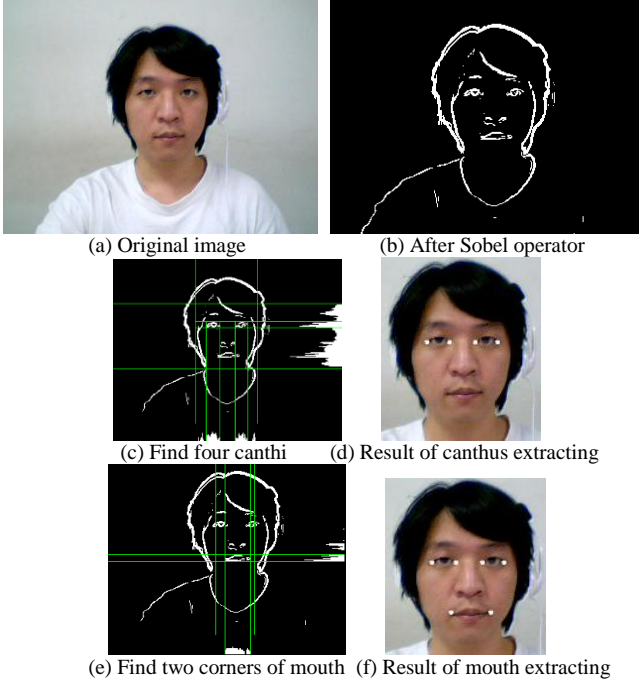 (a) Original image
(b) After Sobel operator
(c) Find four canthi
(d) Result of canthus extracting
(e) Find two corners of mouth
(f) Result of mouth extracting